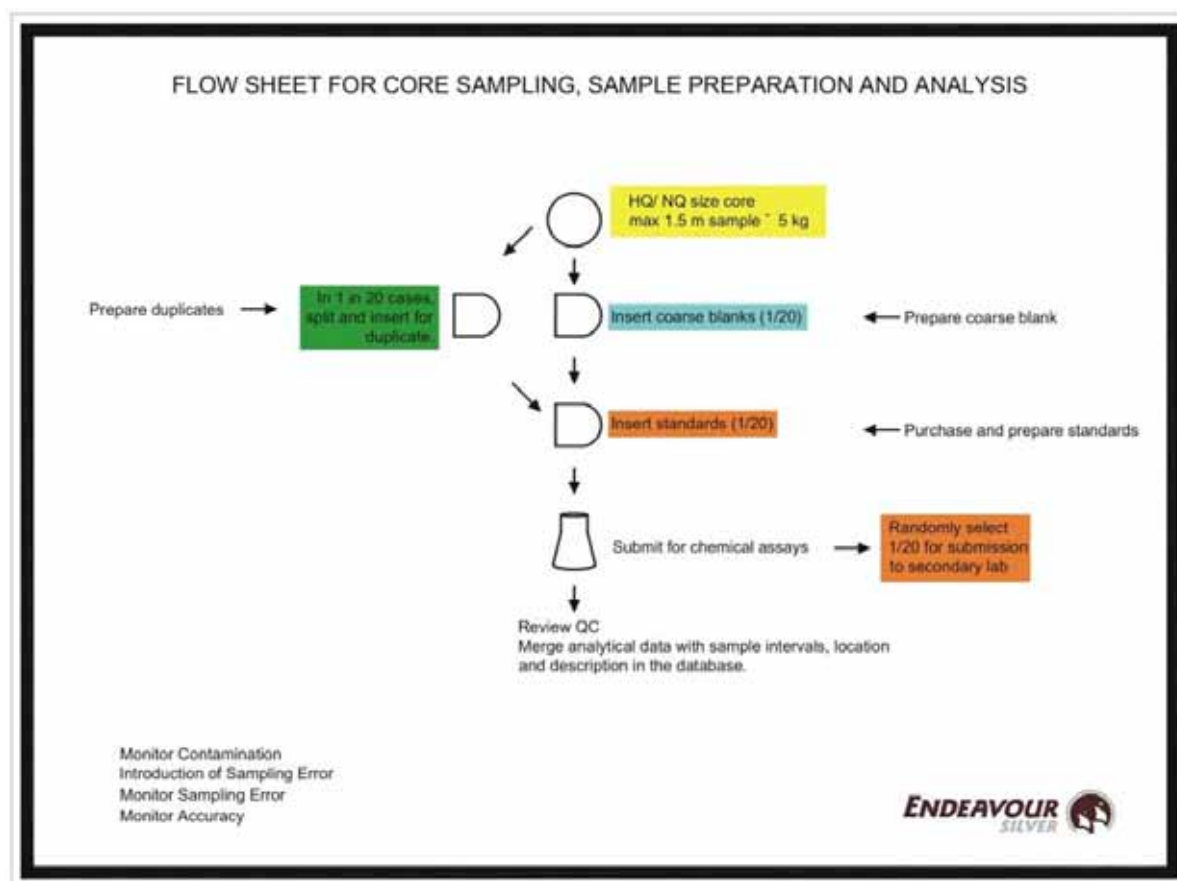 FLOW SHEET FOR CORE SAMPLING, SAMPLE PREPARATION AND ANALYSIS
HQ/ NQ size core
max 1.5 m sample ˜ 5 kg
Prepare duplicates
In 1 in 20 cases,
split and insert for
duplicate.
Insert coarse blanks (1/20)
Prepare coarse blank
Insert standards (1/20)
Purchase and prepare standards
Submit for chemical assays
Randomly select
1/20 for submission
to secondary lab
Review QC
Merge analytical data with sample intervals, location
and description in the database.
Monitor Contamination
Introduction of Sampling Error
Monitor Sampling Error
Monitor Accuracy
ENDEAVOUR
SILVER